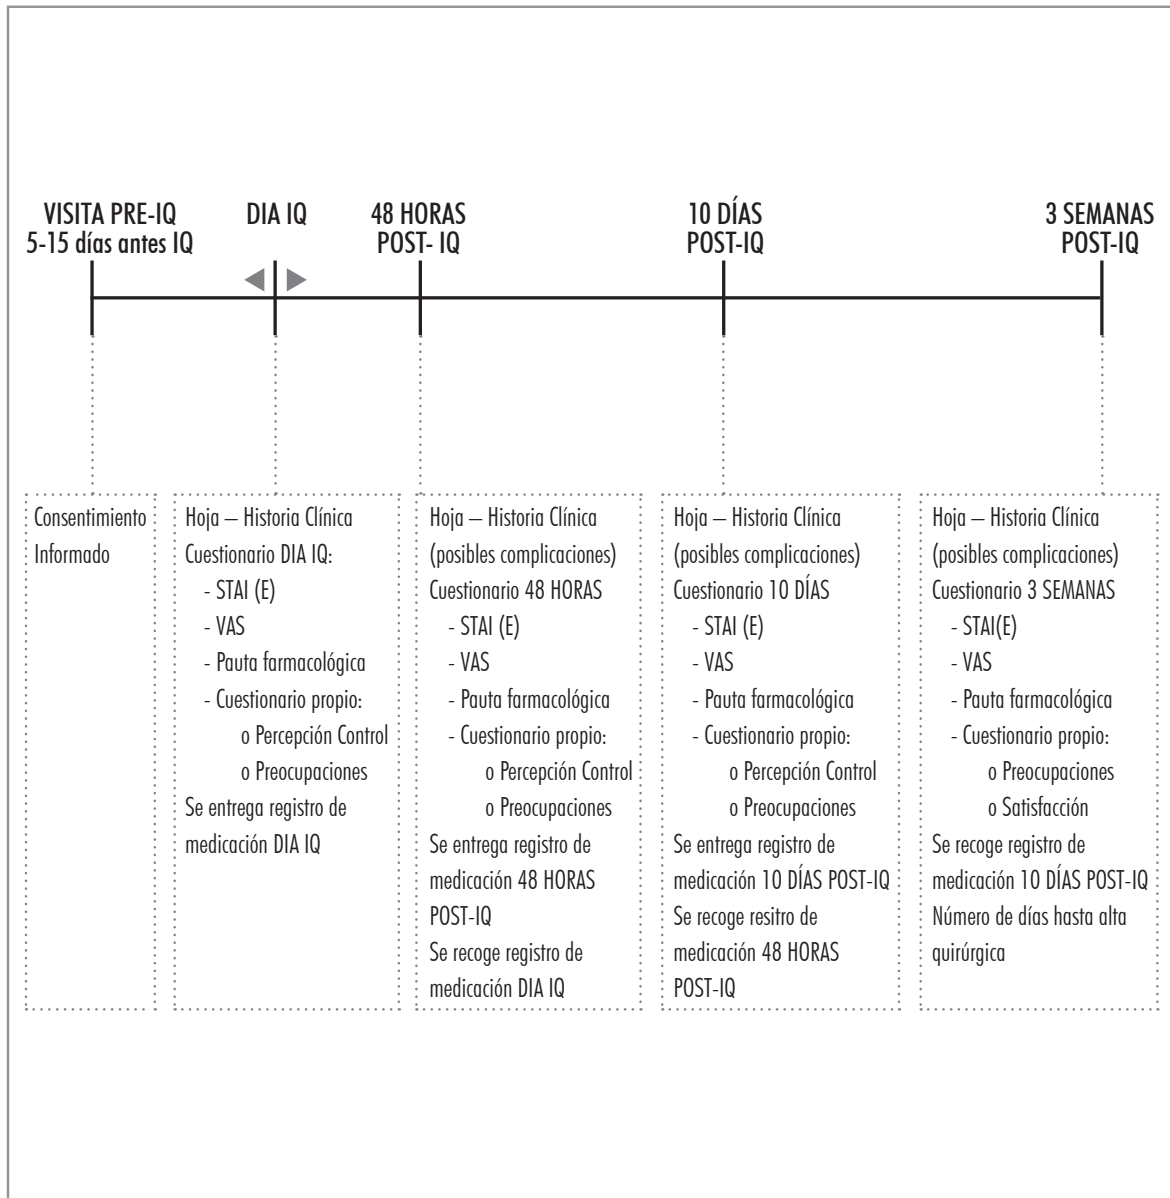 VISITA PRE-IQ
5-15 días antes IQ
DIA IQ
48 HORAS
POST- IQ
10 DÍAS
POST-IQ
3 SEMANAS
POST-IQ
Consentimiento
Informado
Hoja – Historia Clínica
Cuestionario DIA IQ:
- STAI (E)
- VAS
- Pauta farmacológica
- Cuestionario propio:
o Percepción Control
o Preocupaciones
Se entrega registro de
medicación DIA IQ
Hoja – Historia Clínica
(posibles complicaciones)
Cuestionario 48 HORAS
- STAI (E)
- VAS
- Pauta farmacológica
- Cuestionario propio:
o Percepción Control
o Preocupaciones
Se entrega registro de
medicación 48 HORAS
POST-IQ
Se recoge registro de
medicación DIA IQ
Hoja – Historia Clínica
(posibles complicaciones)
Cuestionario 10 DÍAS
- STAI (E)
- VAS
- Pauta farmacológica
- Cuestionario propio:
o Percepción Control
o Preocupaciones
Se entrega registro de
medicación 10 DÍAS POST-IQ
Se recoge resitro de
medicación 48 HORAS
POST-IQ
Hoja – Historia Clínica
(posibles complicaciones)
Cuestionario 3 SEMANAS
- STAI(E)
- VAS
- Pauta farmacológica
- Cuestionario propio:
o Preocupaciones
o Satisfacción
Se recoge registro de
medicación 10 DÍAS POST-IQ
Número de días hasta alta
quirúrgica